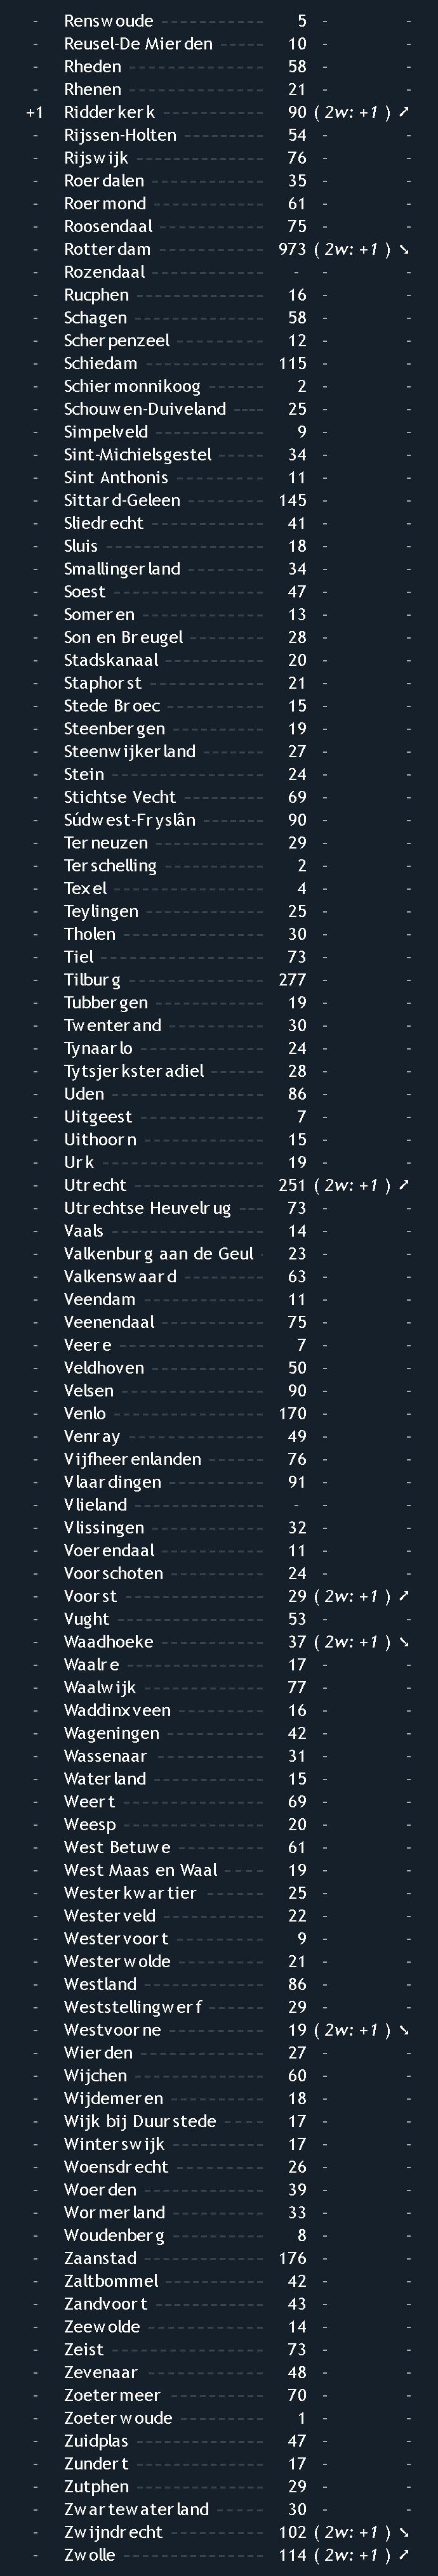 - Renswoude ----------- 5 - -
- Reusel-De Mierden ----- 10 - -
- Rheden -------------- 58 - -
- Rhenen -------------- 21 - -
+1 Ridderkerk ----------- 90 ( 2w: +1 ) ➚
- Rijssen-Holten --------- 54 - -
- Rijswijk -------------- 76 - -
- Roerdalen ------------ 35 - -
- Roermond ------------ 61 - -
- Roosendaal ----------- 75 - -
- Rotterdam ----------- 973 ( 2w: +1 ) ➘
- Rozendaal ------------ - - -
- Rucphen ------------- 16 - -
- Schagen -------------- 58 - -
- Scherpenzeel --------- 12 - -
- Schiedam ------------- 115 - -
- Schiermonnikoog ------ 2 - -
- Schouwen-Duiveland ---- 25 - -
- Simpelveld ------------ 9 - -
- Sint-Michielsgestel ----- 34 - -
- Sint Anthonis ---------- 11 - -
- Sittard-Geleen --------- 145 - -
- Sliedrecht ------------ 41 - -
- Sluis ----------------- 18 - -
- Smallingerland --------- 34 - -
- Soest ---------------- 47 - -
- Someren ------------- 13 - -
- Son en Breugel -------- 28 - -
- Stadskanaal ----------- 20 - -
- Staphorst ------------ 21 - -
- Stede Broec ----------- 15 - -
- Steenbergen ---------- 19 - -
- Steenwijkerland ------- 27 - -
- Stein ---------------- 24 - -
- Stichtse Vecht --------- 69 - -
- Súdwest-Fryslân ------- 90 - -
- Terneuzen ------------ 29 - -
- Terschelling ----------- 2 - -
- Texel ---------------- 4 - -
- Teylingen ------------- 25 - -
- Tholen --------------- 30 - -
- Tiel ------------------ 73 - -
- Tilburg --------------- 277 - -
- Tubbergen ------------ 19 - -
- Twenterand ----------- 30 - -
- Tynaarlo -------------- 24 - -
- Tytsjerksteradiel ------ 28 - -
- Uden ---------------- 86 - -
- Uitgeest -------------- 7 - -
- Uithoorn ------------- 15 - -
- Urk ------------------ 19 - -
- Utrecht -------------- 251 ( 2w: +1 ) ➚
- Utrechtse Heuvelrug --- 73 - -
- Vaals ---------------- 14 - -
- Valkenburg aan de Geul - 23 - -
- Valkenswaard --------- 63 - -
- Veendam ------------- 11 - -
- Veenendaal ----------- 75 - -
- Veere ---------------- 7 - -
- Veldhoven ------------ 50 - -
- Velsen --------------- 90 - -
- Venlo ---------------- 170 - -
- Venray --------------- 49 - -
- Vijfheerenlanden ------ 76 - -
- Vlaardingen ----------- 91 - -
- Vlieland -------------- - - -
- Vlissingen ------------ 32 - -
- Voerendaal ----------- 11 - -
- Voorschoten ---------- 24 - -
- Voorst --------------- 29 ( 2w: +1 ) ➚
- Vught ---------------- 53 - -
- Waadhoeke ----------- 37 ( 2w: +1 ) ➘
- Waalre --------------- 17 - -
- Waalwijk ------------- 77 - -
- Waddinxveen ---------- 16 - -
- Wageningen ----------- 42 - -
- Wassenaar ------------ 31 - -
- Waterland ------------ 15 - -
- Weert --------------- 69 - -
- Weesp --------------- 20 - -
- West Betuwe ---------- 61 - -
- West Maas en Waal ---- 19 - -
- Westerkwartier ------- 25 - -
- Westerveld ----------- 22 - -
- Westervoort ---------- 9 - -
- Westerwolde ---------- 21 - -
- Westland ------------- 86 - -
- Weststellingwerf ------ 29 - -
- Westvoorne ----------- 19 ( 2w: +1 ) ➘
- Wierden ------------- 27 - -
- Wijchen -------------- 60 - -
- Wijdemeren ---------- 18 - -
- Wijk bij Duurstede ---- 17 - -
- Winterswijk ----------- 17 - -
- Woensdrecht ---------- 26 - -
- Woerden ------------- 39 - -
- Wormerland ---------- 33 - -
- Woudenberg ---------- 8 - -
- Zaanstad ------------- 176 - -
- Zaltbommel ----------- 42 - -
- Zandvoort ------------ 43 - -
- Zeewolde ------------ 14 - -
- Zeist ---------------- 73 - -
- Zevenaar ------------- 48 - -
- Zoetermeer ----------- 70 - -
- Zoeterwoude ---------- 1 - -
- Zuidplas -------------- 47 - -
- Zundert -------------- 17 - -
- Zutphen -------------- 29 - -
- Zwartewaterland ------ 30 - -
- Zwijndrecht ---------- 102 ( 2w: +1 ) ➘
- Zwolle --------------- 114 ( 2w: +1 ) ➚